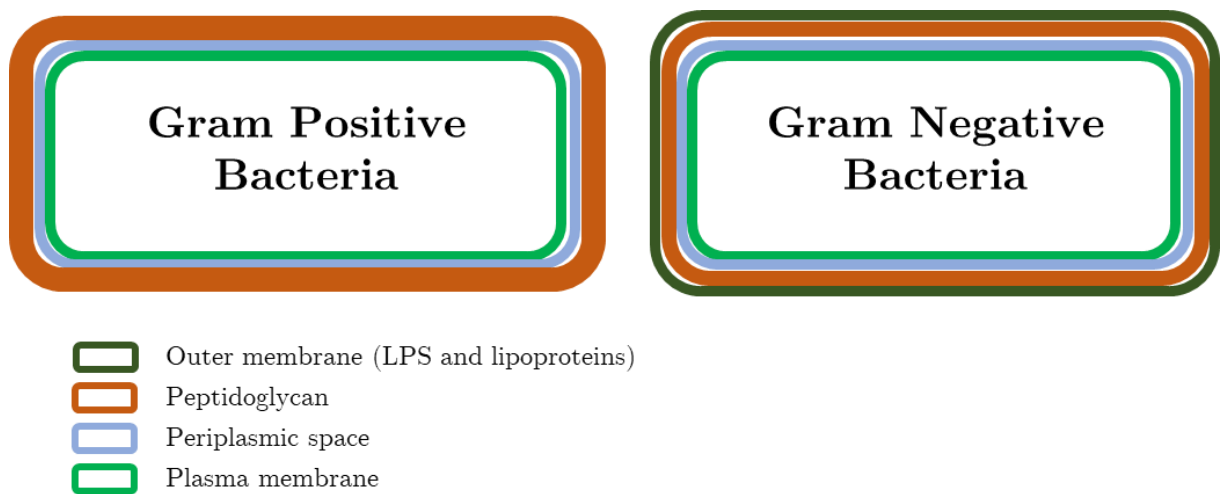 Gram Positive
Bacteria
Gram Negative
Bacteria
Outer membrane (LPS and lipoproteins)
Peptidoglycan
Periplasmic space
Plasma membrane